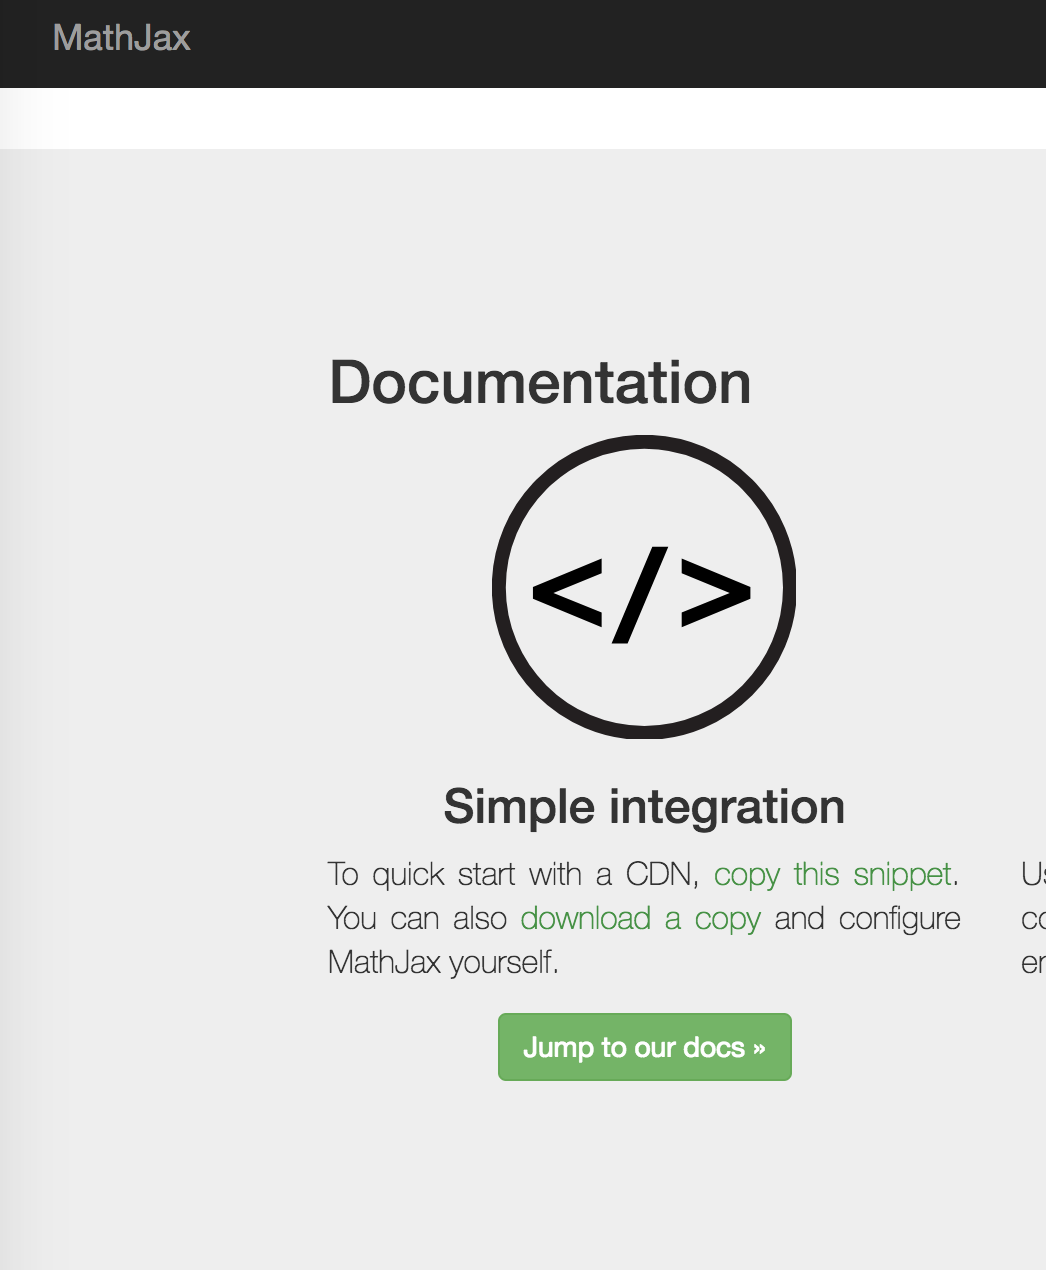 MathJax
Documentation
</>
Simple integration
To quick start with a CDN, copy this snippet.
You can also download a copy and configure
MathJax yourself.
Jump to our docs »